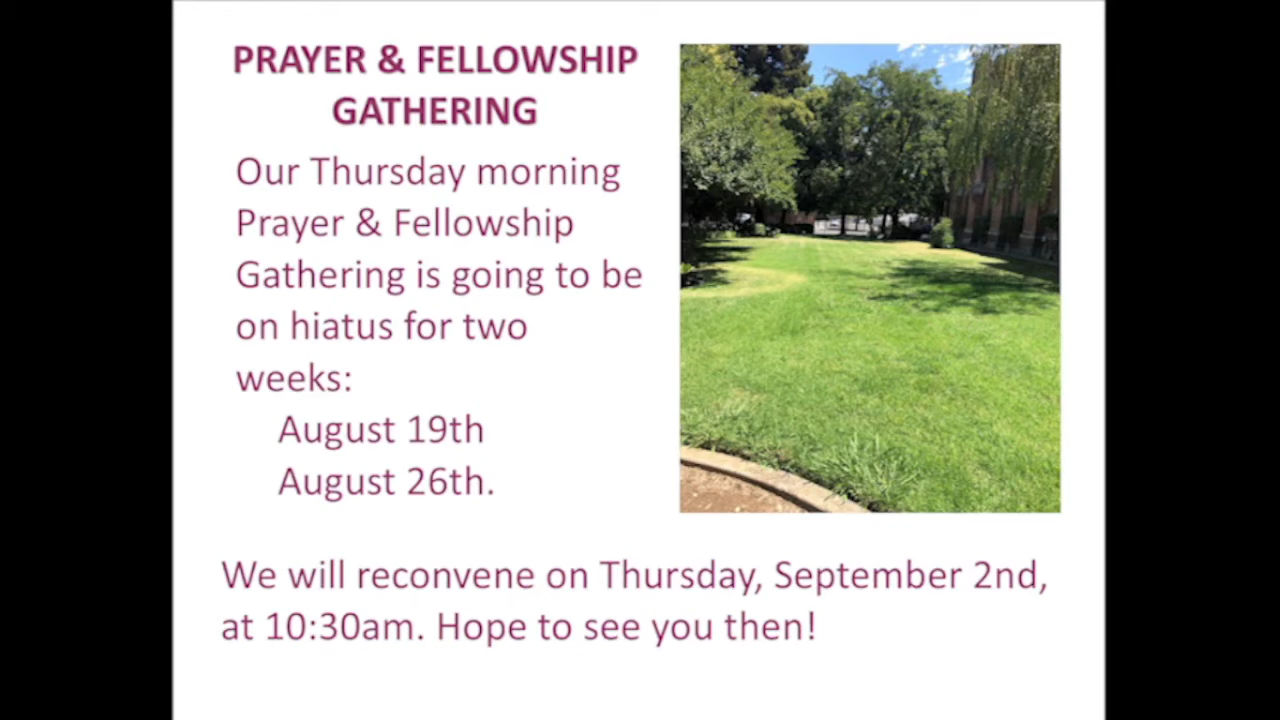 PRAYER & FELLOWSHIP
GATHERING
Our Thursday morning
Prayer & Fellowship
Gathering is going to be
on hiatus for two
weeks:
August 19th
August 26th.
We will reconvene on Thursday, September 2nd,
at 10:30am. Hope to see you then!